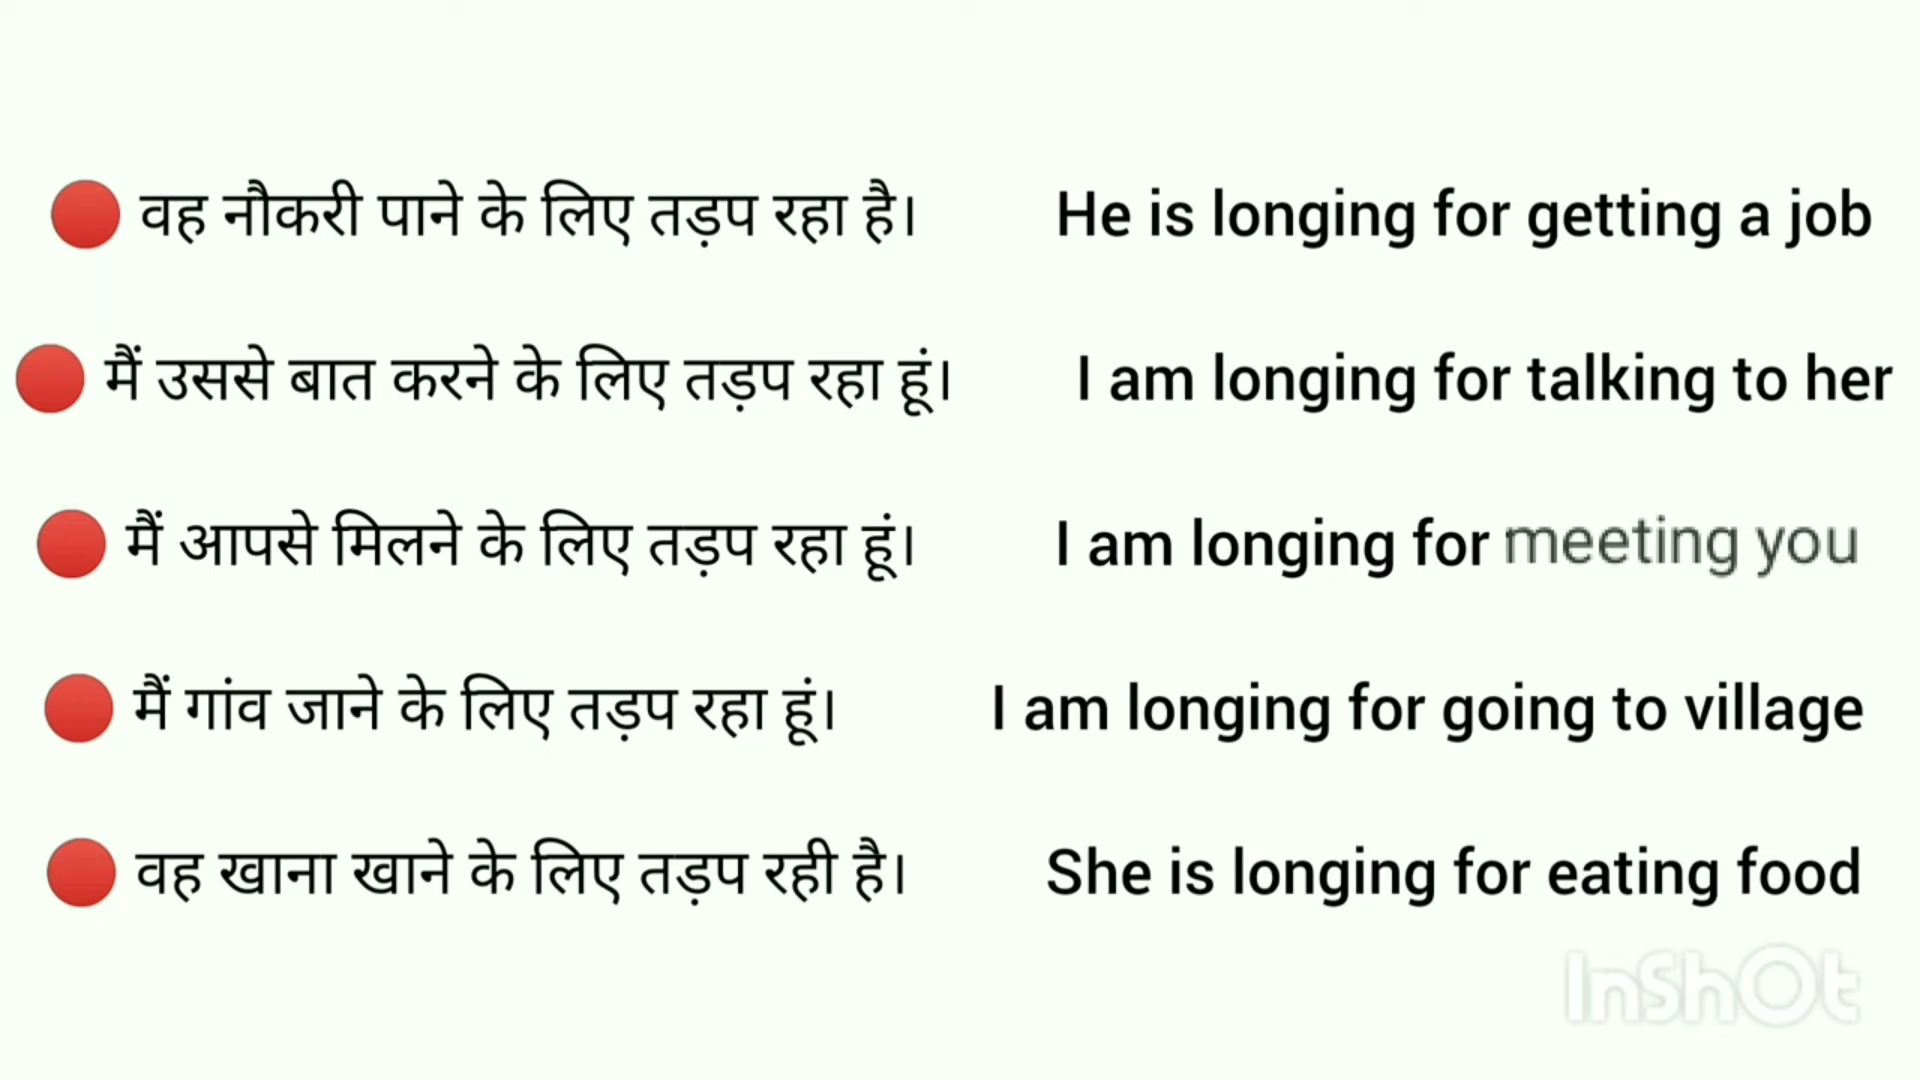 वह नौकरी पाने के लिए तड़प रहा है। He is longing for getting a job
मैं उससे बात करने के लिए तड़प रहा हूं। I am longing for talking to her
मैं आपसे मिलने के लिए तड़प रहा हूं। I am longing for meeting you
मैं गांव जाने के लिए तड़प रहा हूं। I am longing for going to village
वह खाना खाने के लिए तड़प रही है। She is longing for eating food
InShOt